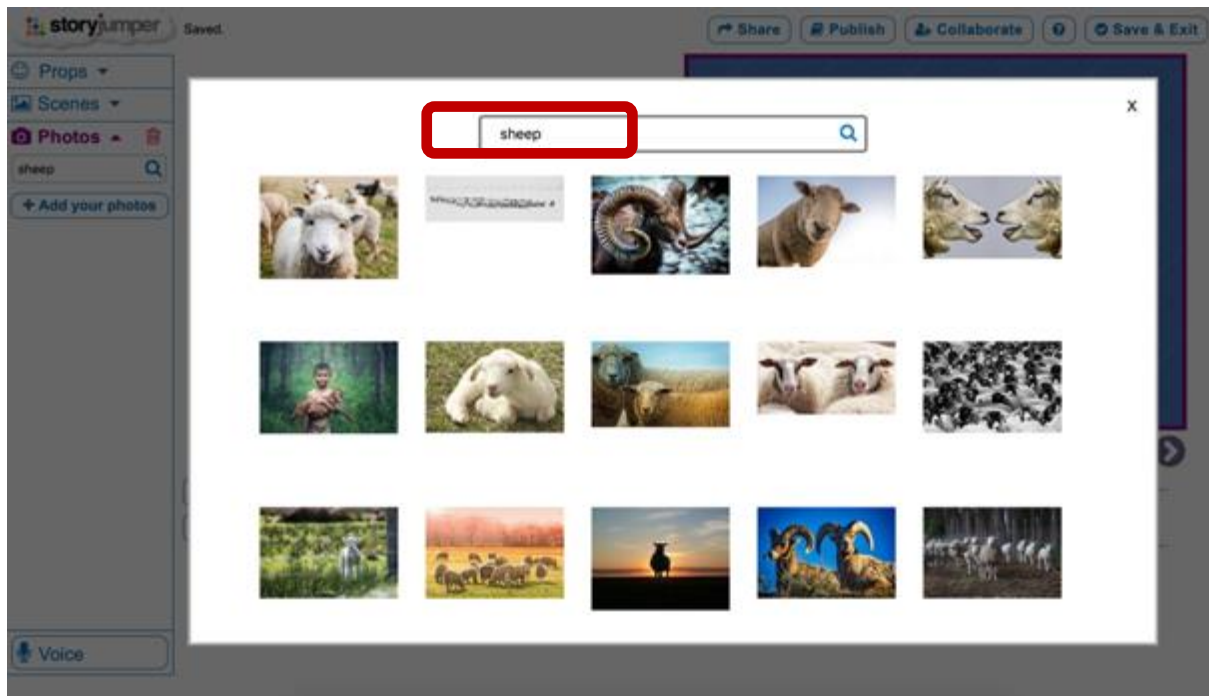 storyjumper Saved. Share Publish Collaborate ? Save & Exit
Props
Scenes
Photos
sheep
+ Add your photos
x
sheep
Voice